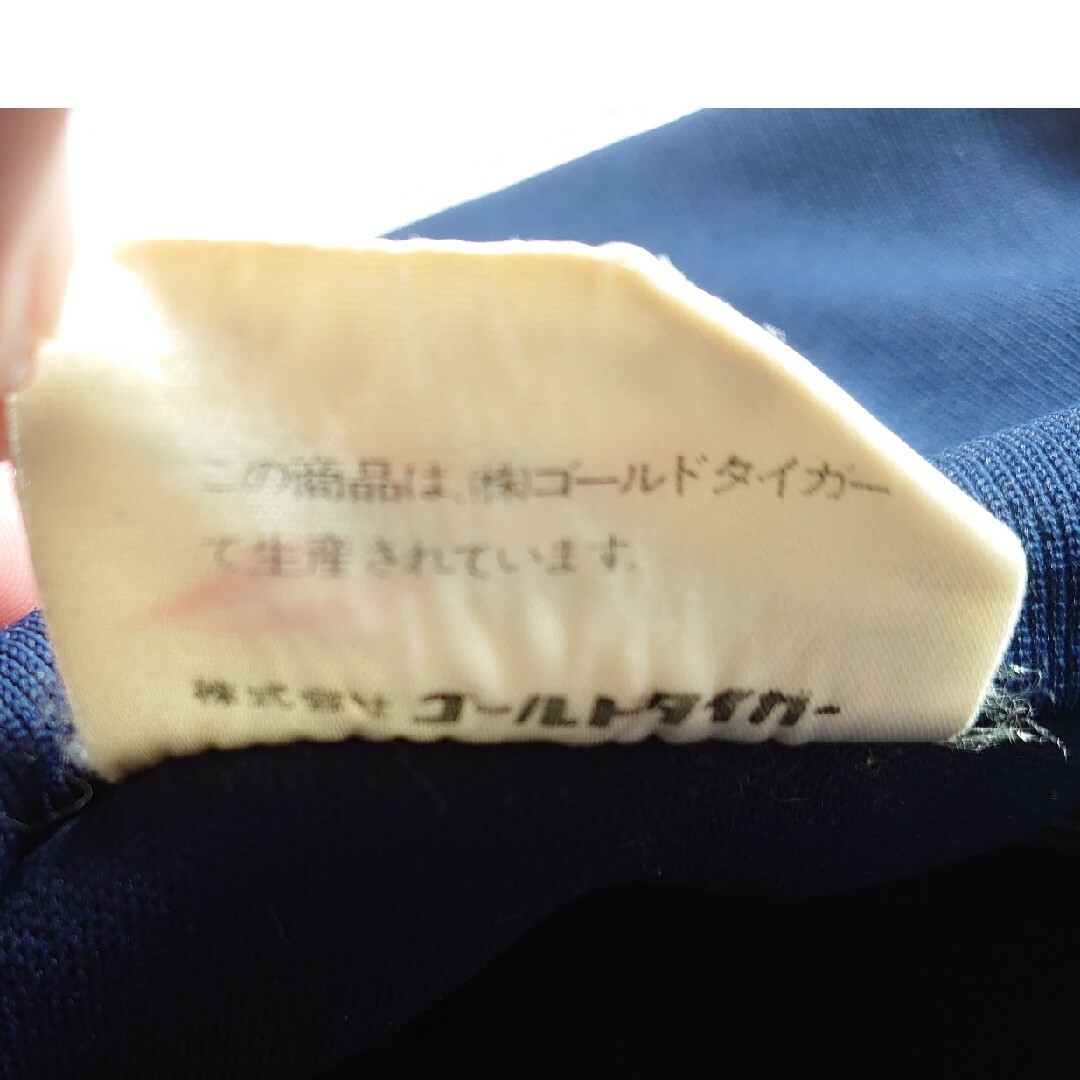 この商品は、㈱ゴールドタイガー
で生産されています。
株式会社 ゴールドタイガー